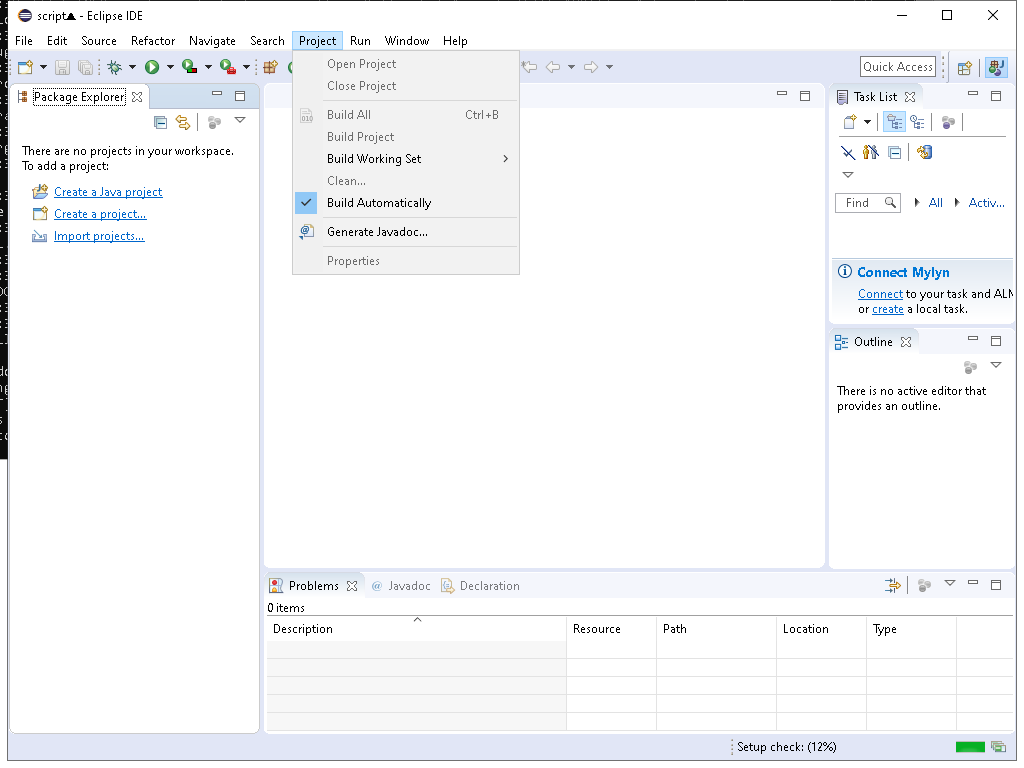 script▲ - Eclipse IDE
File Edit Source Refactor Navigate Search Project Run Window Help
Quick Access
Open Project
Close Project
Build All Ctrl+B
Build Project
Build Working Set
Clean...
Build Automatically
Generate Javadoc...
Properties
Package Explorer
There are no projects in your workspace.
To add a project:
Create a Java project
Create a project...
Import projects...
Task List
Find All Activ...
Connect Mylyn
Connect to your task and ALM
or create a local task.
Outline
There is no active editor that
provides an outline.
Problems @ Javadoc Declaration
0 items
Description Resource Path Location Type
Setup check: (12%)